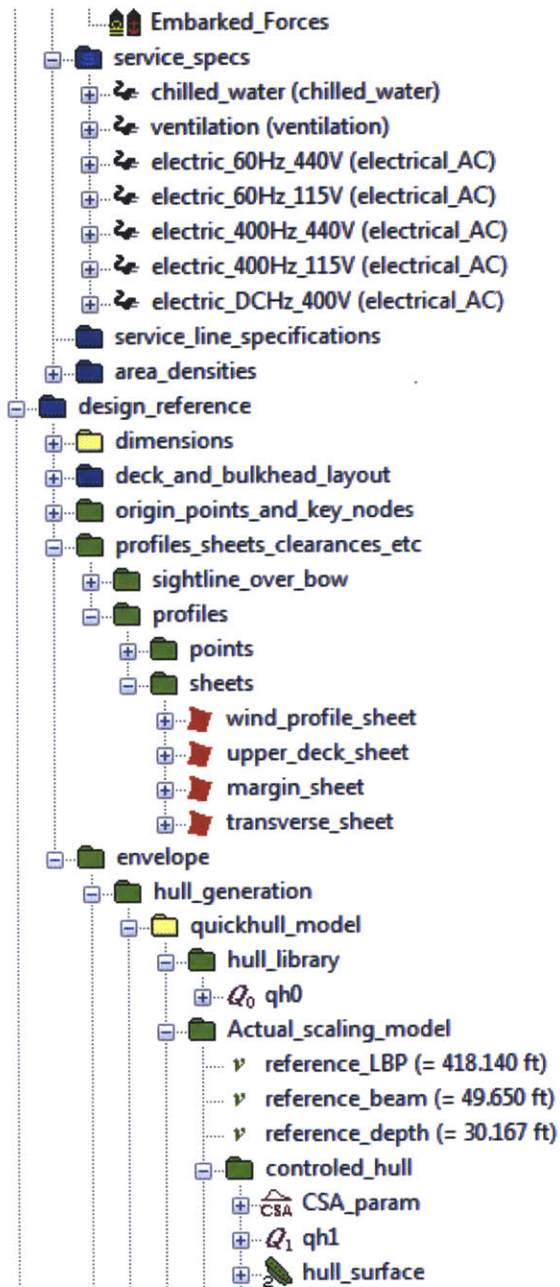 Embarked_Forces
service_specs
chilled_water (chilled_water)
ventilation (ventilation)
electric_60Hz_440V (electrical_AC)
electric_60Hz_115V (electrical_AC)
electric_400Hz_440V (electrical_AC)
electric_400Hz_115V (electrical_AC)
electric_DCHz_400V (electrical_AC)
service_line_specifications
area_densities
design_reference
dimensions
deck_and_bulkhead_layout
origin_points_and_key_nodes
profiles_sheets_clearances_etc
sightline_over_bow
profiles
points
sheets
wind_profile_sheet
upper_deck_sheet
margin_sheet
transverse_sheet
envelope
hull_generation
quickhull_model
hull_library
Q0 qh0
Actual_scaling_model
v reference_LBP (= 418.140 ft)
v reference_beam (= 49.650 ft)
v reference_depth (= 30.167 ft)
controled_hull
CSA CSA_param
Q1 qh1
2 hull_surface